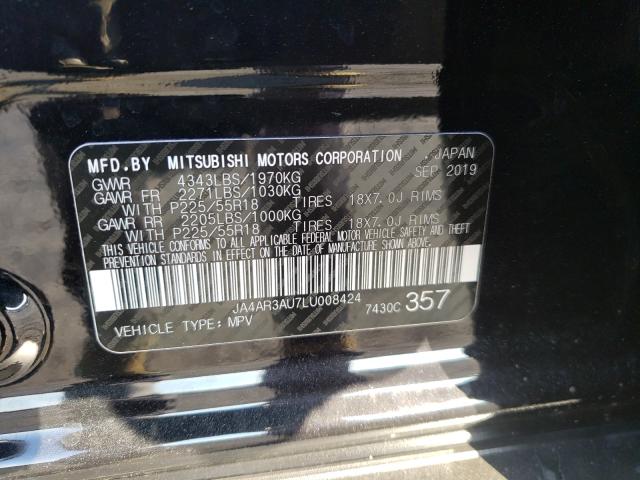 MFD.BY MITSUBISHI MOTORS CORPORATION JAPAN
GWWR 4343LBS/1970KG SEP 2019
GAWR FR 2271LBS/1030KG
WITH P225/55R18 TIRES 18X7.0J RIMS
GAWR RR 2205LBS/1000KG
WITH P225/55R18 TIRES 18X7.0J RIMS
THIS VEHICLE CONFORMS TO ALL APPLICABLE FEDERAL MOTOR VEHICLE SAFETY AND THEFT
PREVENTION STANDARDS IN EFFECT ON THE DATE OF MANUFACTURE SHOWN ABOVE.
JA4AR3AU7LU008424
VEHICLE TYPE: MPV 7430C 357